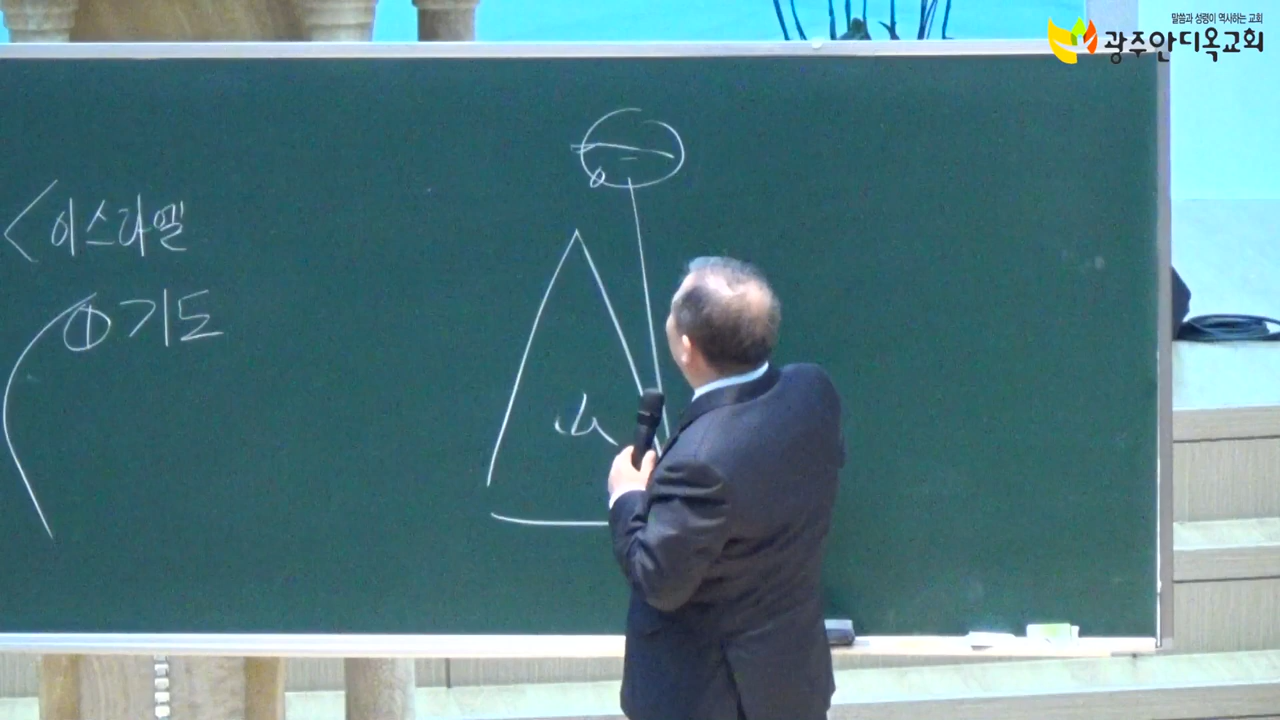 말씀과 성령이 역사하는 교회
광주안디옥교회
<이스라엘
① 기도
山